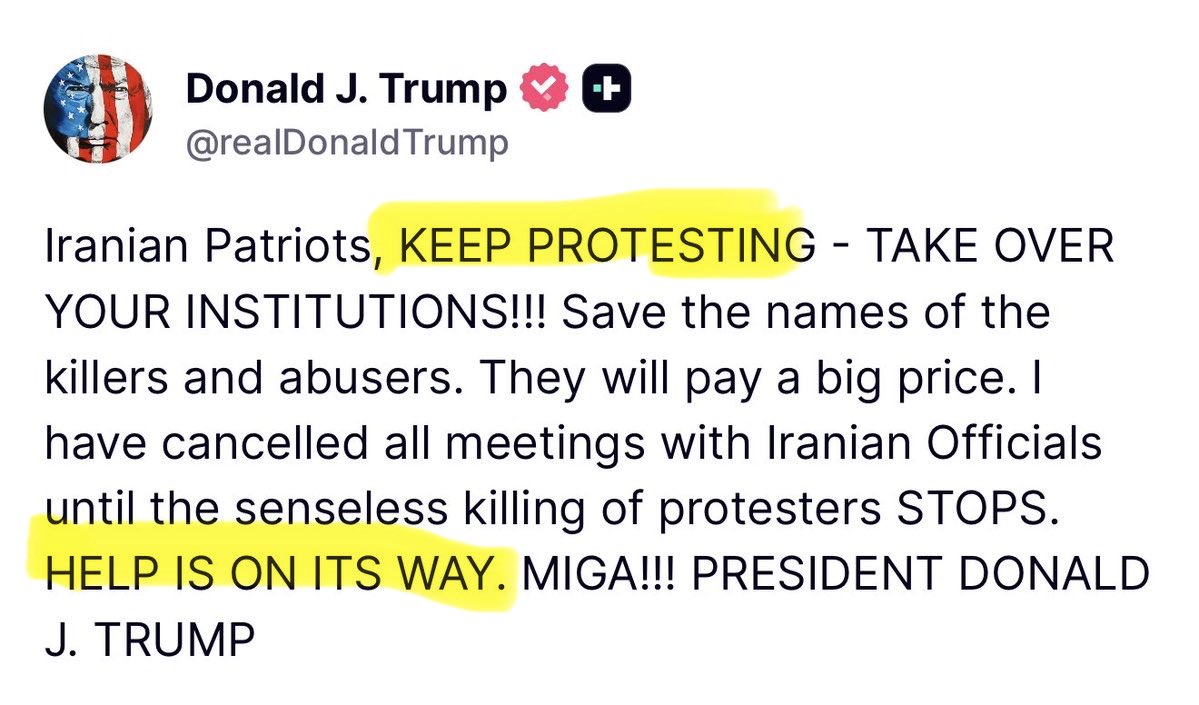 Donald J. Trump
@realDonaldTrump
Iranian Patriots, KEEP PROTESTING - TAKE OVER
YOUR INSTITUTIONS!!! Save the names of the
killers and abusers. They will pay a big price. I
have cancelled all meetings with Iranian Officials
until the senseless killing of protesters STOPS.
HELP IS ON ITS WAY. MIGA!!! PRESIDENT DONALD
J. TRUMP